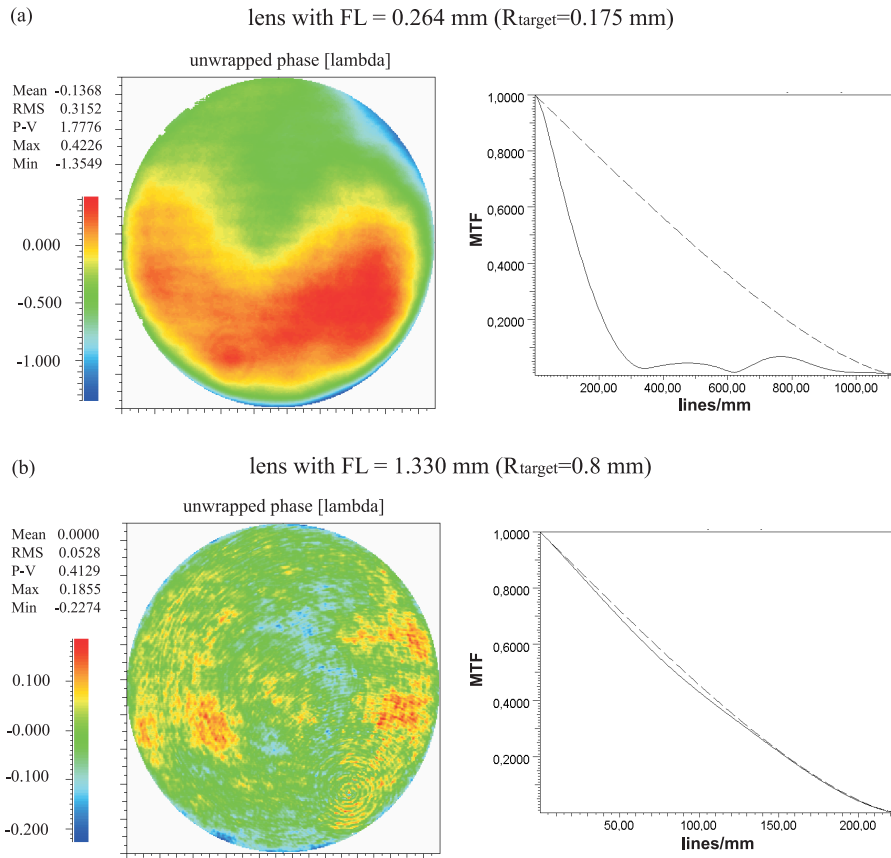 (a)
lens with FL = 0.264 mm (Rtarget=0.175 mm)
unwrapped phase [lambda]
Mean -0.1368
RMS 0.3152
P-V 1.7776
Max 0.4226
Min -1.3549
0.000
-0.500
-1.000
1,0000
0,8000
0,6000
0,4000
0,2000
MTF
200,00 400,00 600,00 800,00 1000,00
lines/mm
(b)
lens with FL = 1.330 mm (Rtarget=0.8 mm)
unwrapped phase [lambda]
Mean 0.0000
RMS 0.0528
P-V 0.4129
Max 0.1855
Min -0.2274
0.100
-0.000
-0.100
-0.200
1,0000
0,8000
0,6000
0,4000
0,2000
MTF
50,00 100,00 150,00 200,00
lines/mm